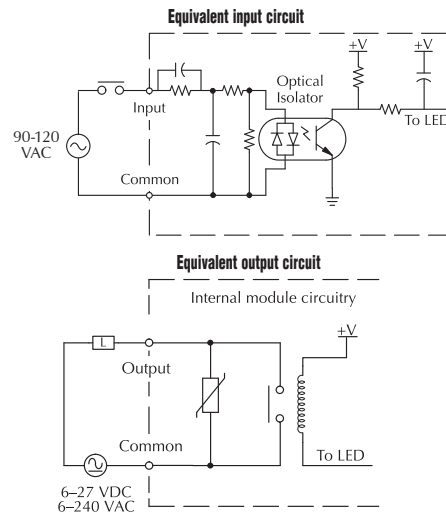 Equivalent input circuit
+V
+V
Optical
Isolator
Input
To LED
90-120
VAC
Common
Equivalent output circuit
Internal module circuitry
+V
L
Output
Common
To LED
6–27 VDC
6–240 VAC